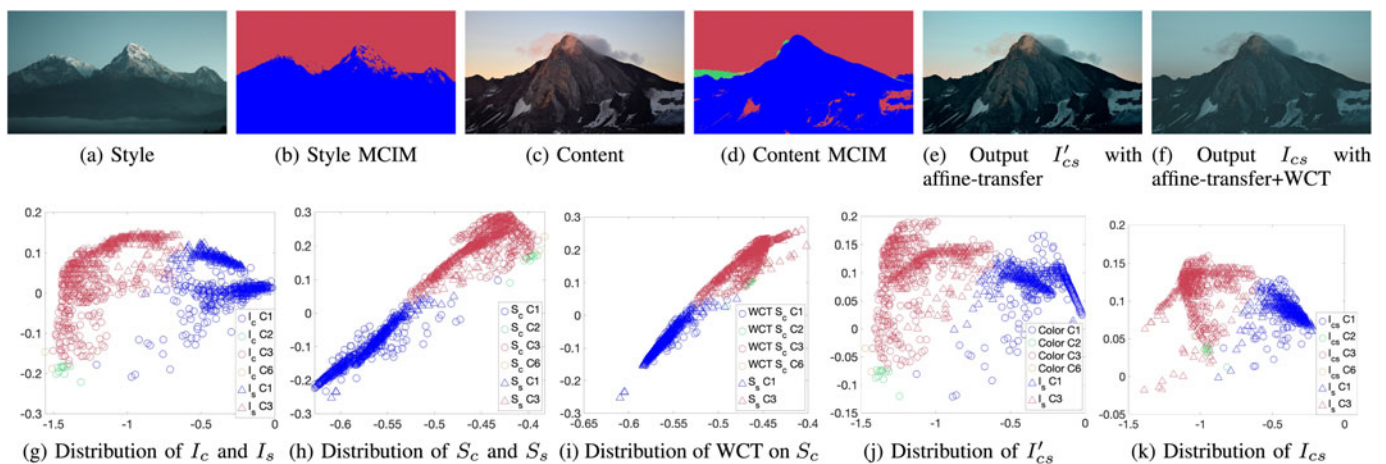 (a) Style
(b) Style MCIM
(c) Content
(d) Content MCIM
(e) Output I′cs with
affine-transfer
(f) Output Ics with
affine-transfer+WCT
0.2
0.1
0
-0.1
-0.2
-0.3
-1.5
-1
-0.5
0
Ic C1
Ic C2
Ic C3
Ic C6
Is C1
Is C3
(g) Distribution of Ic and Is
0.3
0.2
0.1
0
-0.1
-0.2
-0.3
-0.6
-0.55
-0.5
-0.45
-0.4
Sc C1
Sc C2
Sc C3
Sc C6
Ss C1
Ss C3
(h) Distribution of Sc and Ss
0.3
0.2
0.1
0
-0.1
-0.2
-0.3
-0.7
-0.65
-0.6
-0.55
-0.5
-0.45
-0.4
WCT Sc C1
WCT Sc C2
WCT Sc C3
WCT Sc C6
Ss C1
Ss C3
(i) Distribution of WCT on Sc
0.2
0.15
0.1
0.05
0
-0.05
-0.1
-0.15
-1.5
-1
-0.5
0
Color C1
Color C2
Color C3
Color C6
Is C1
Is C3
(j) Distribution of I′cs
0.2
0.15
0.1
0.05
0
-0.05
-1.5
-1
-0.5
0
Ics C1
Ics C2
Ics C3
Ics C6
Is C1
Is C3
(k) Distribution of Ics